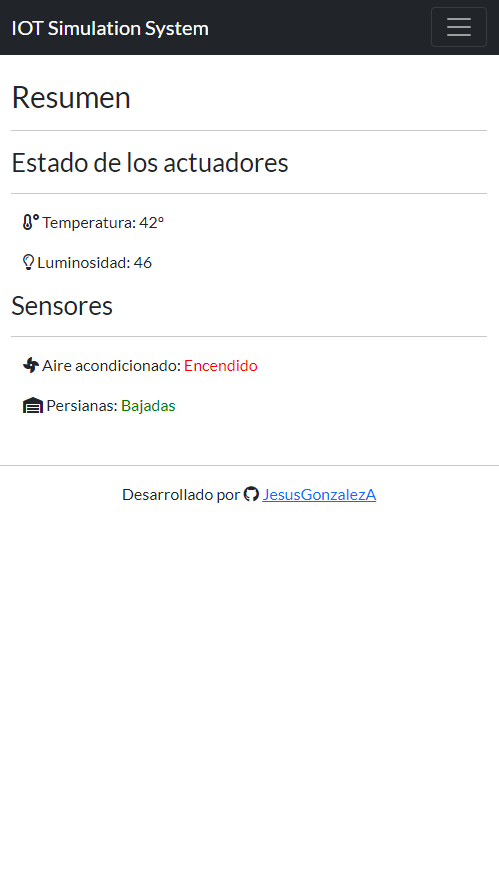 IOT Simulation System
Resumen
Estado de los actuadores
Temperatura: 42°
Luminosidad: 46
Sensores
Aire acondicionado: Encendido
Persianas: Bajadas
Desarrollado por JesusGonzalezA